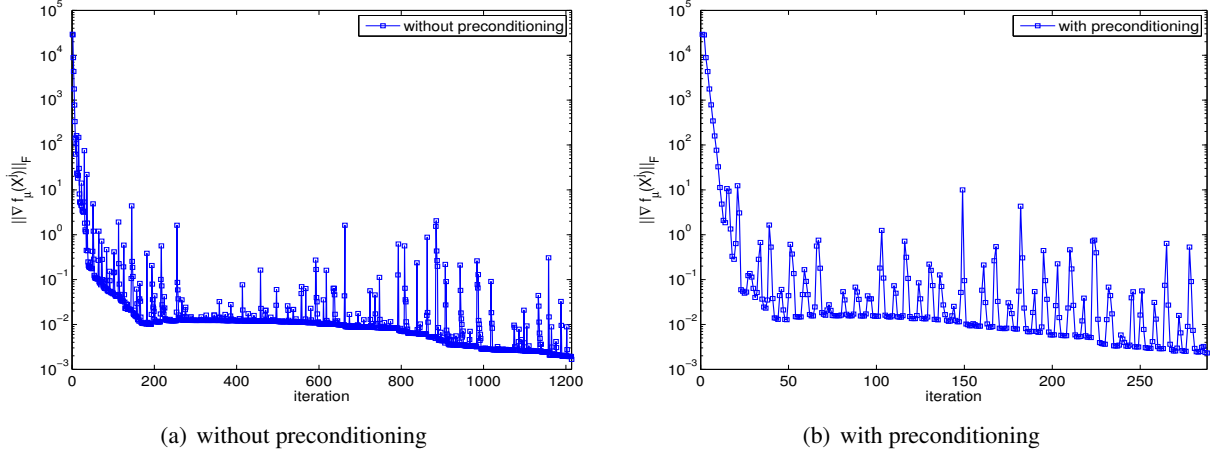 10^5
10^4
10^3
10^2
10^1
10^0
10^−1
10^−2
10^−3
||∇ f_μ(X^j)||_F
0 200 400 600 800 1000 1200
iteration
without preconditioning
(a) without preconditioning
10^5
10^4
10^3
10^2
10^1
10^0
10^−1
10^−2
10^−3
||∇ f_μ(X^j)||_F
0 50 100 150 200 250
iteration
with preconditioning
(b) with preconditioning